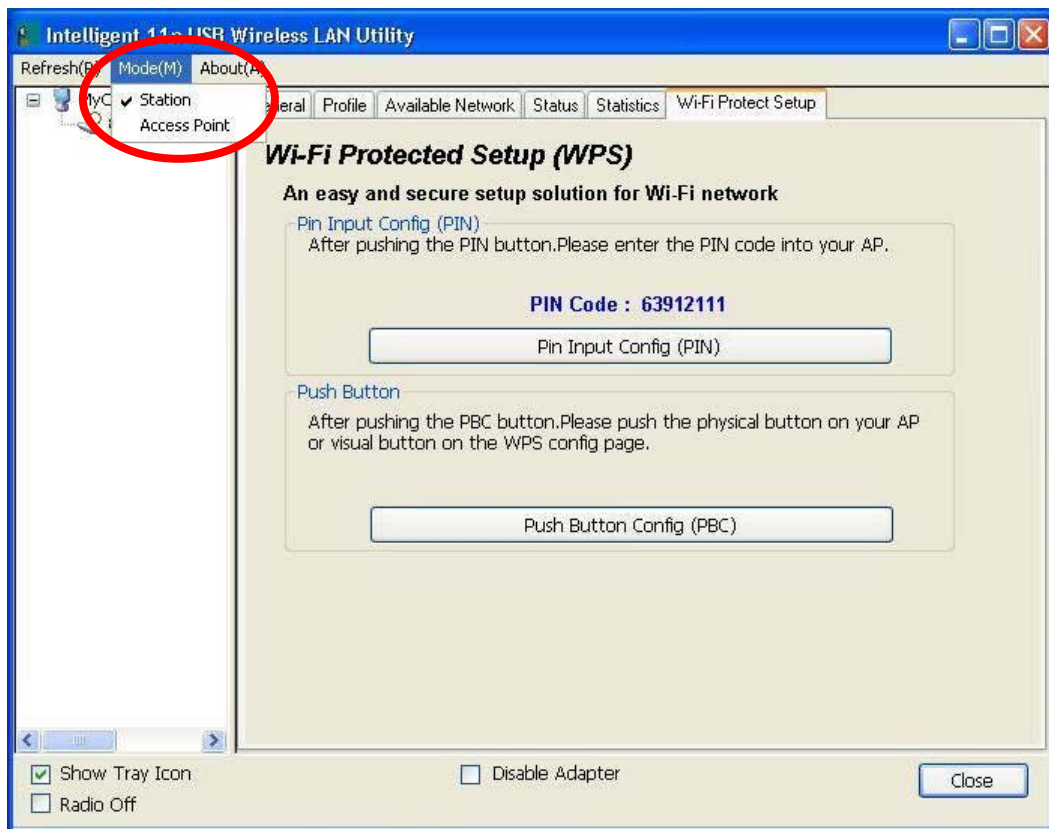 Intelligent 11n USB Wireless LAN Utility
Refresh(R) Mode(M) About(A)
Station
Access Point
General Profile Available Network Status Statistics Wi-Fi Protect Setup
Wi-Fi Protected Setup (WPS)
An easy and secure setup solution for Wi-Fi network
Pin Input Config (PIN)
After pushing the PIN button.Please enter the PIN code into your AP.
PIN Code : 63912111
Pin Input Config (PIN)
Push Button
After pushing the PBC button.Please push the physical button on your AP
or visual button on the WPS config page.
Push Button Config (PBC)
Show Tray Icon
Disable Adapter
Radio Off
Close